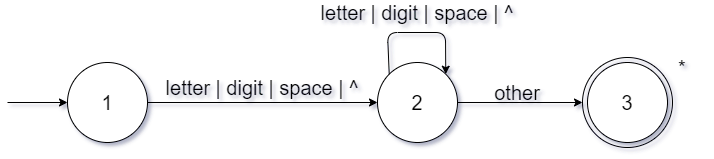 letter | digit | space | ^
*
letter | digit | space | ^
other
1
2
3